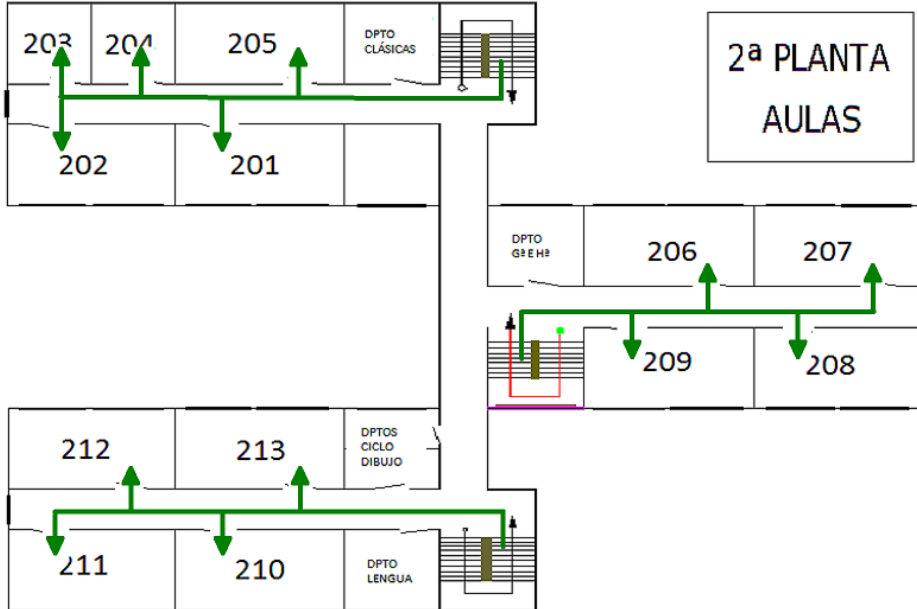 203
204
205
DPTO
CLÁSICAS
2ª PLANTA
AULAS
202
201
DPTO
GªE Hª
206
207
209
208
212
213
DPTOS
CICLO
DIBUJO
211
210
DPTO
LENGUA